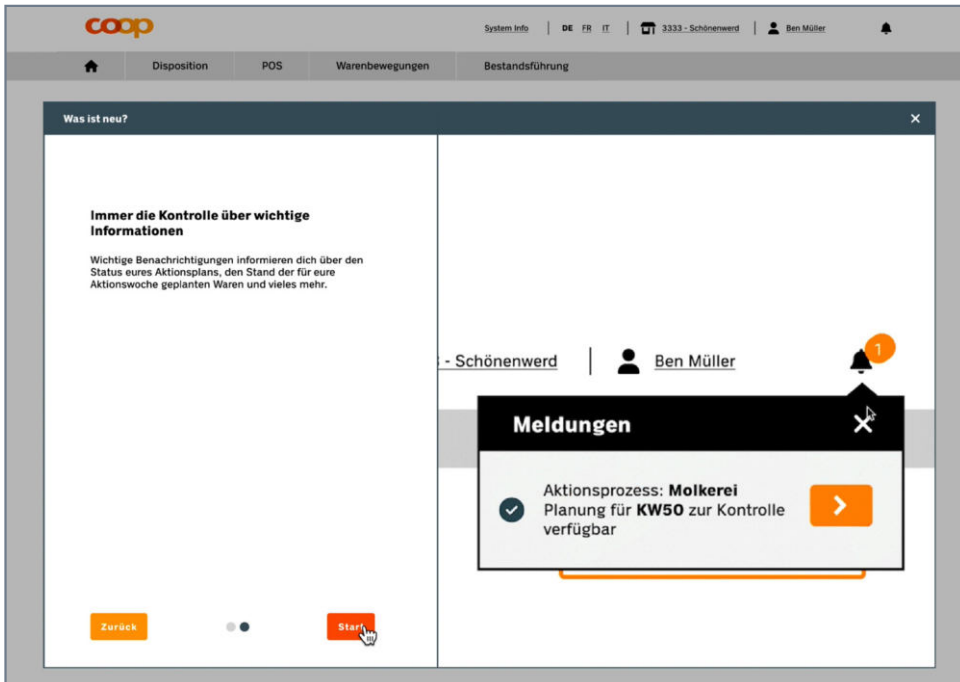 coop
System Info | DE FR IT | 3333 - Schönenwerd | Ben Müller
Disposition POS Warenbewegungen Bestandsführung
Was ist neu?
Immer die Kontrolle über wichtige
Informationen
Wichtige Benachrichtigungen informieren dich über den
Status eures Aktionsplans, den Stand der für eure
Aktionswoche geplanten Waren und vieles mehr.
Zurück
Start
- Schönenwerd | Ben Müller
1
Meldungen
Aktionsprozess: Molkerei
Planung für KW50 zur Kontrolle
verfügbar